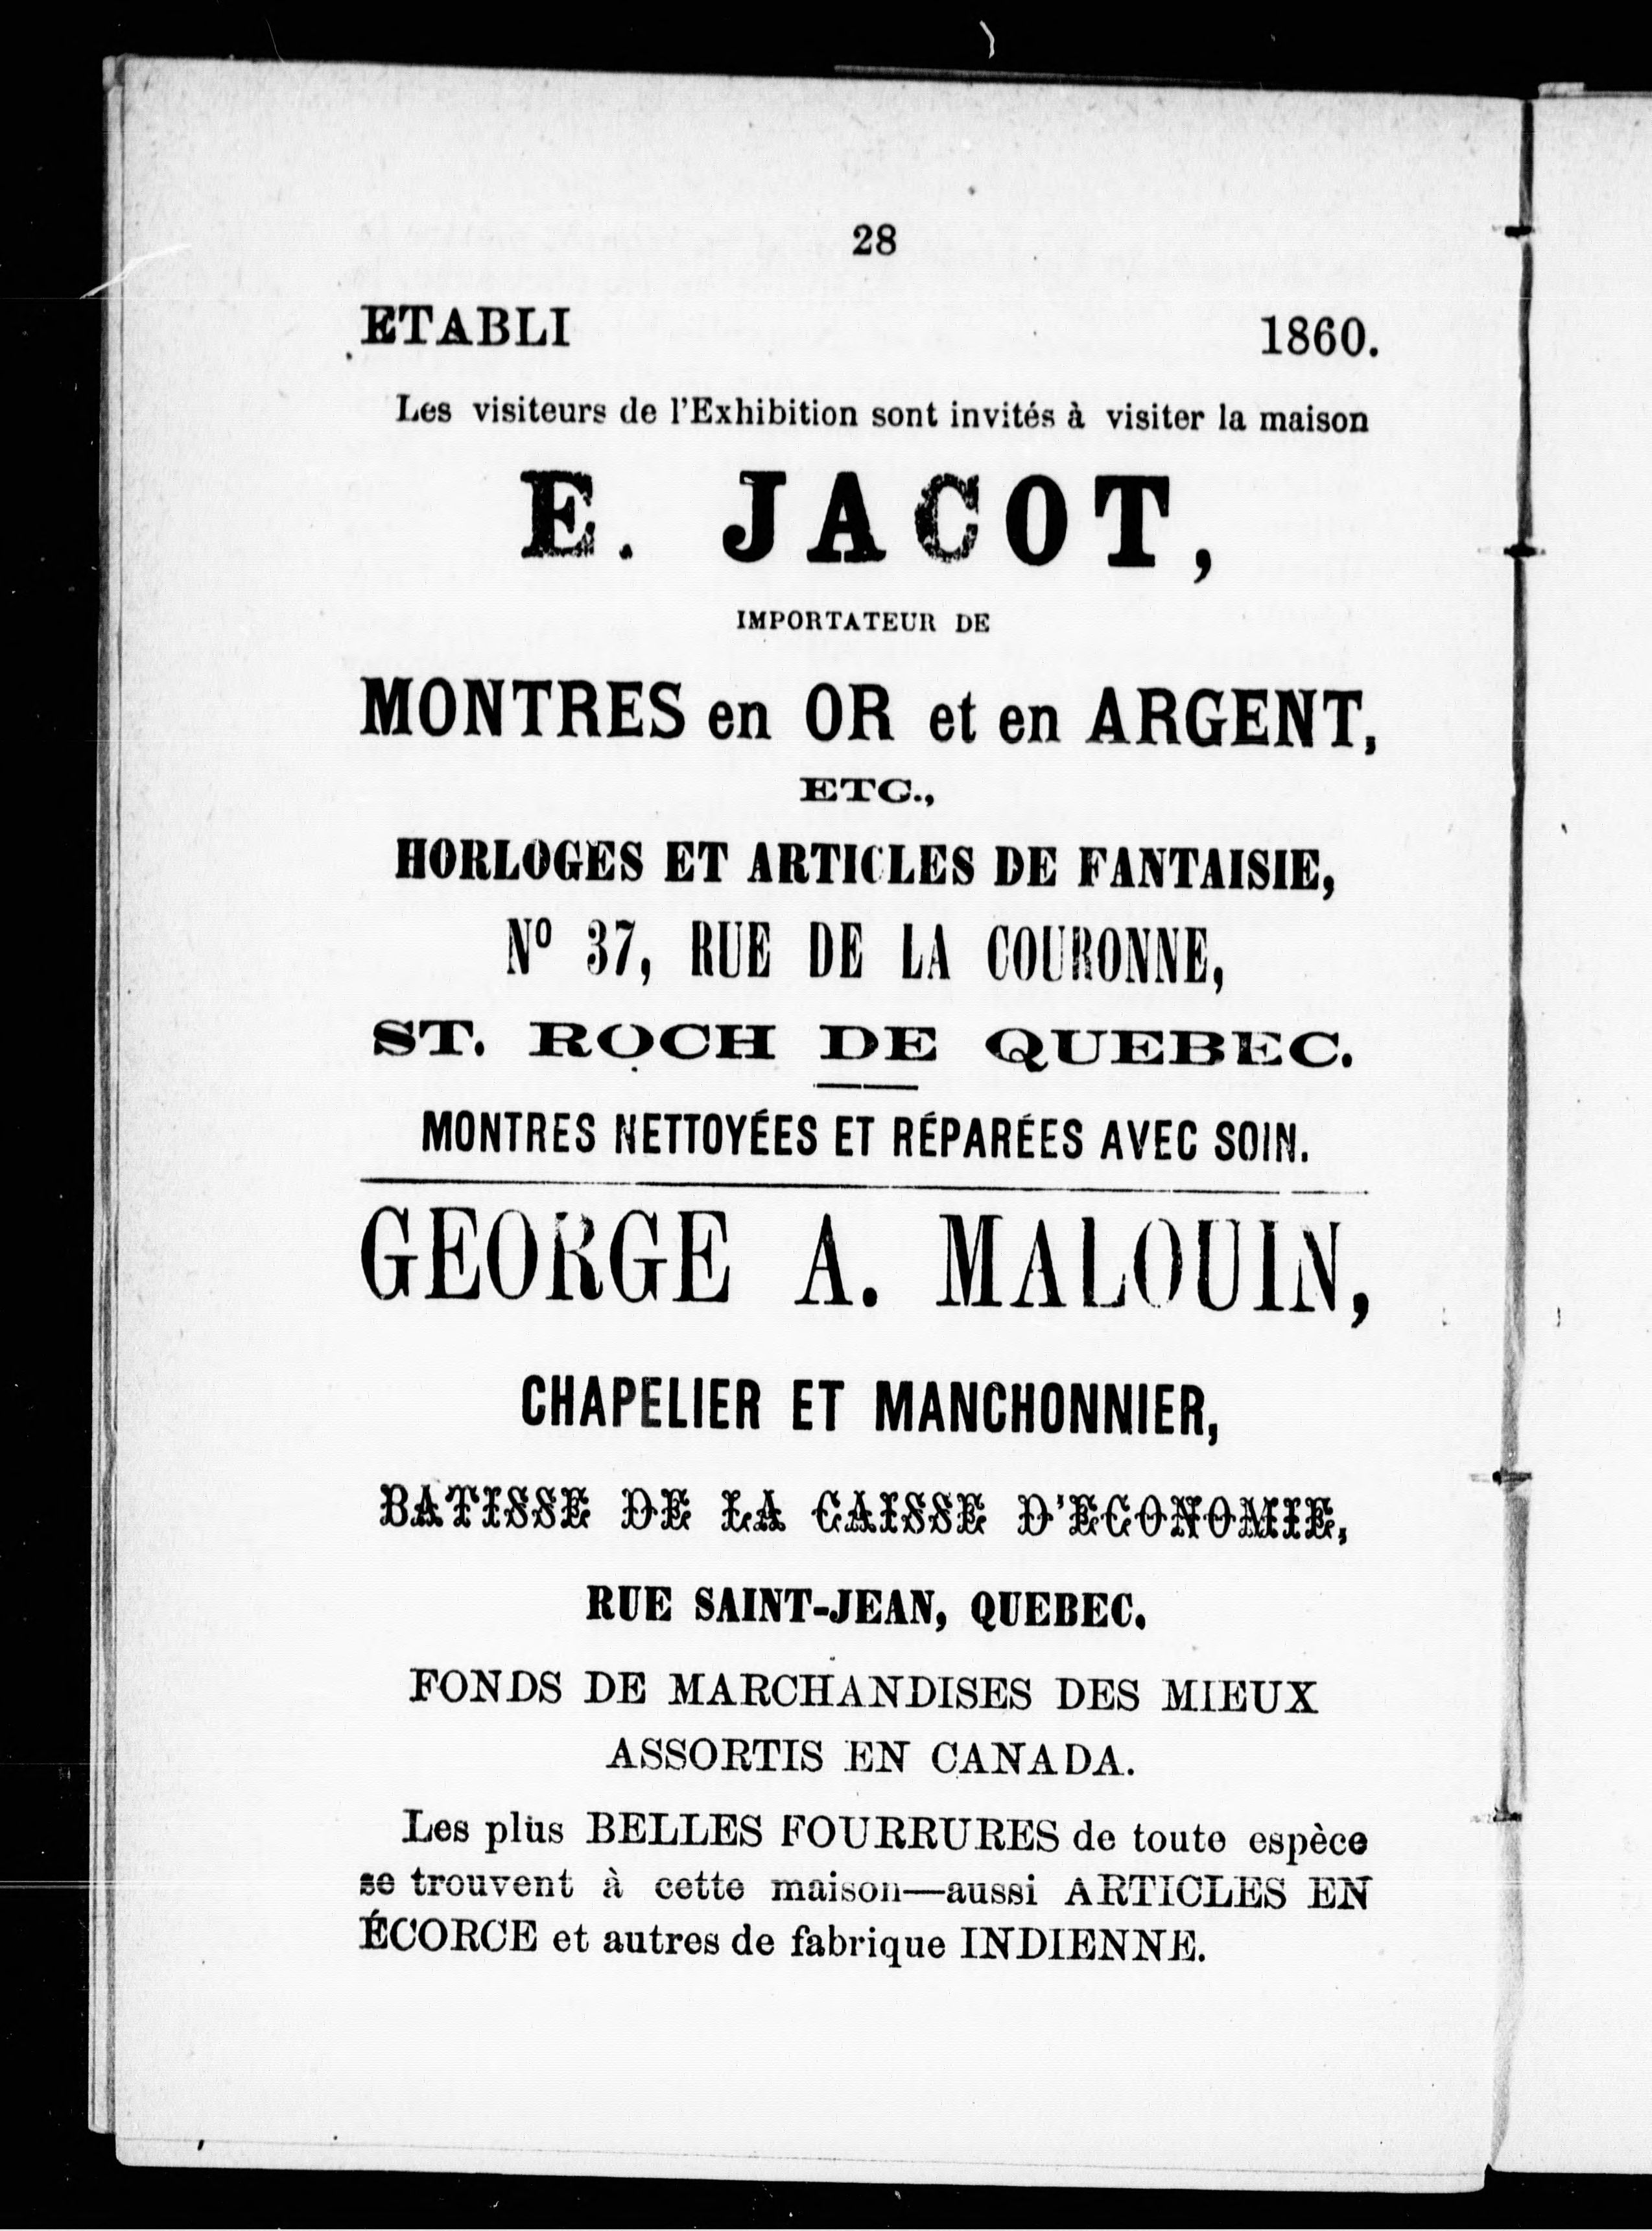 28
ETABLI 1860.
Les visiteurs de l'Exhibition sont invités à visiter la maison
E. JACOT,
IMPORTATEUR DE
MONTRES en OR et en ARGENT,
ETC.,
HORLOGES ET ARTICLES DE FANTAISIE,
Nº 37, RUE DE LA COURONNE,
ST. ROCH DE QUEBEC.
MONTRES NETTOYÉES ET RÉPARÉES AVEC SOIN.
GEORGE A. MALOUIN,
CHAPELIER ET MANCHONNIER,
BATISSE DE LA CAISSE D'ECONOMIE,
RUE SAINT-JEAN, QUEBEC.
FONDS DE MARCHANDISES DES MIEUX
ASSORTIS EN CANADA.
Les plus BELLES FOURRURES de toute espèce
se trouvent à cette maison—aussi ARTICLES EN
ÉCORCE et autres de fabrique INDIENNE.